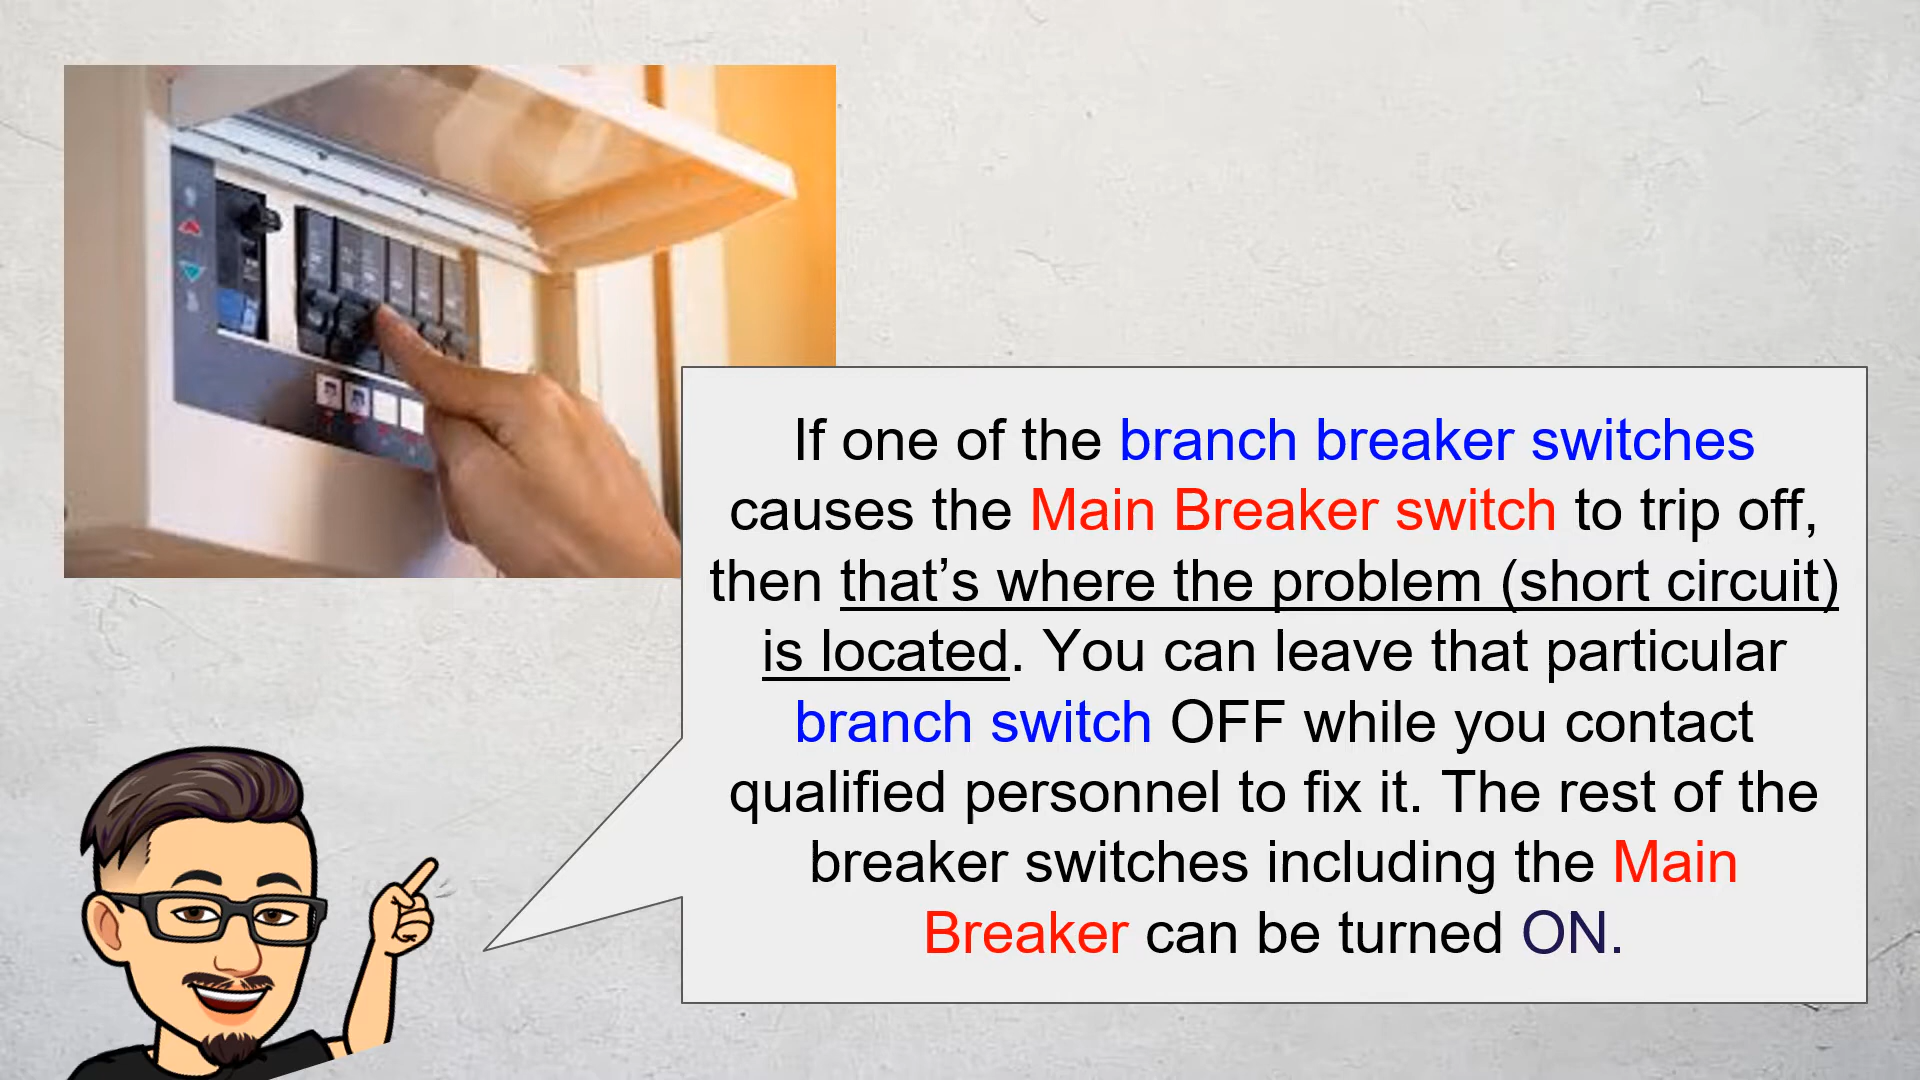 If one of the branch breaker switches
causes the Main Breaker switch to trip off,
then that’s where the problem (short circuit)
is located. You can leave that particular
branch switch OFF while you contact
qualified personnel to fix it. The rest of the
breaker switches including the Main
Breaker can be turned ON.